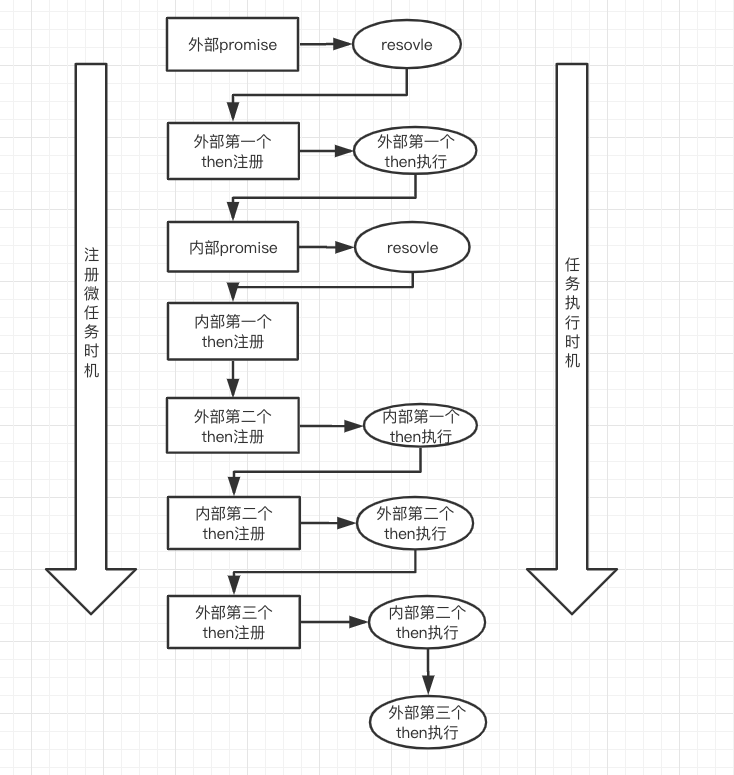 外部promise
resovle
外部第一个
then注册
外部第一个
then执行
内部promise
resovle
内部第一个
then注册
外部第二个
then注册
内部第一个
then执行
内部第二个
then注册
外部第二个
then执行
外部第三个
then注册
内部第二个
then执行
外部第三个
then执行
注册微任务时机
任务执行时机